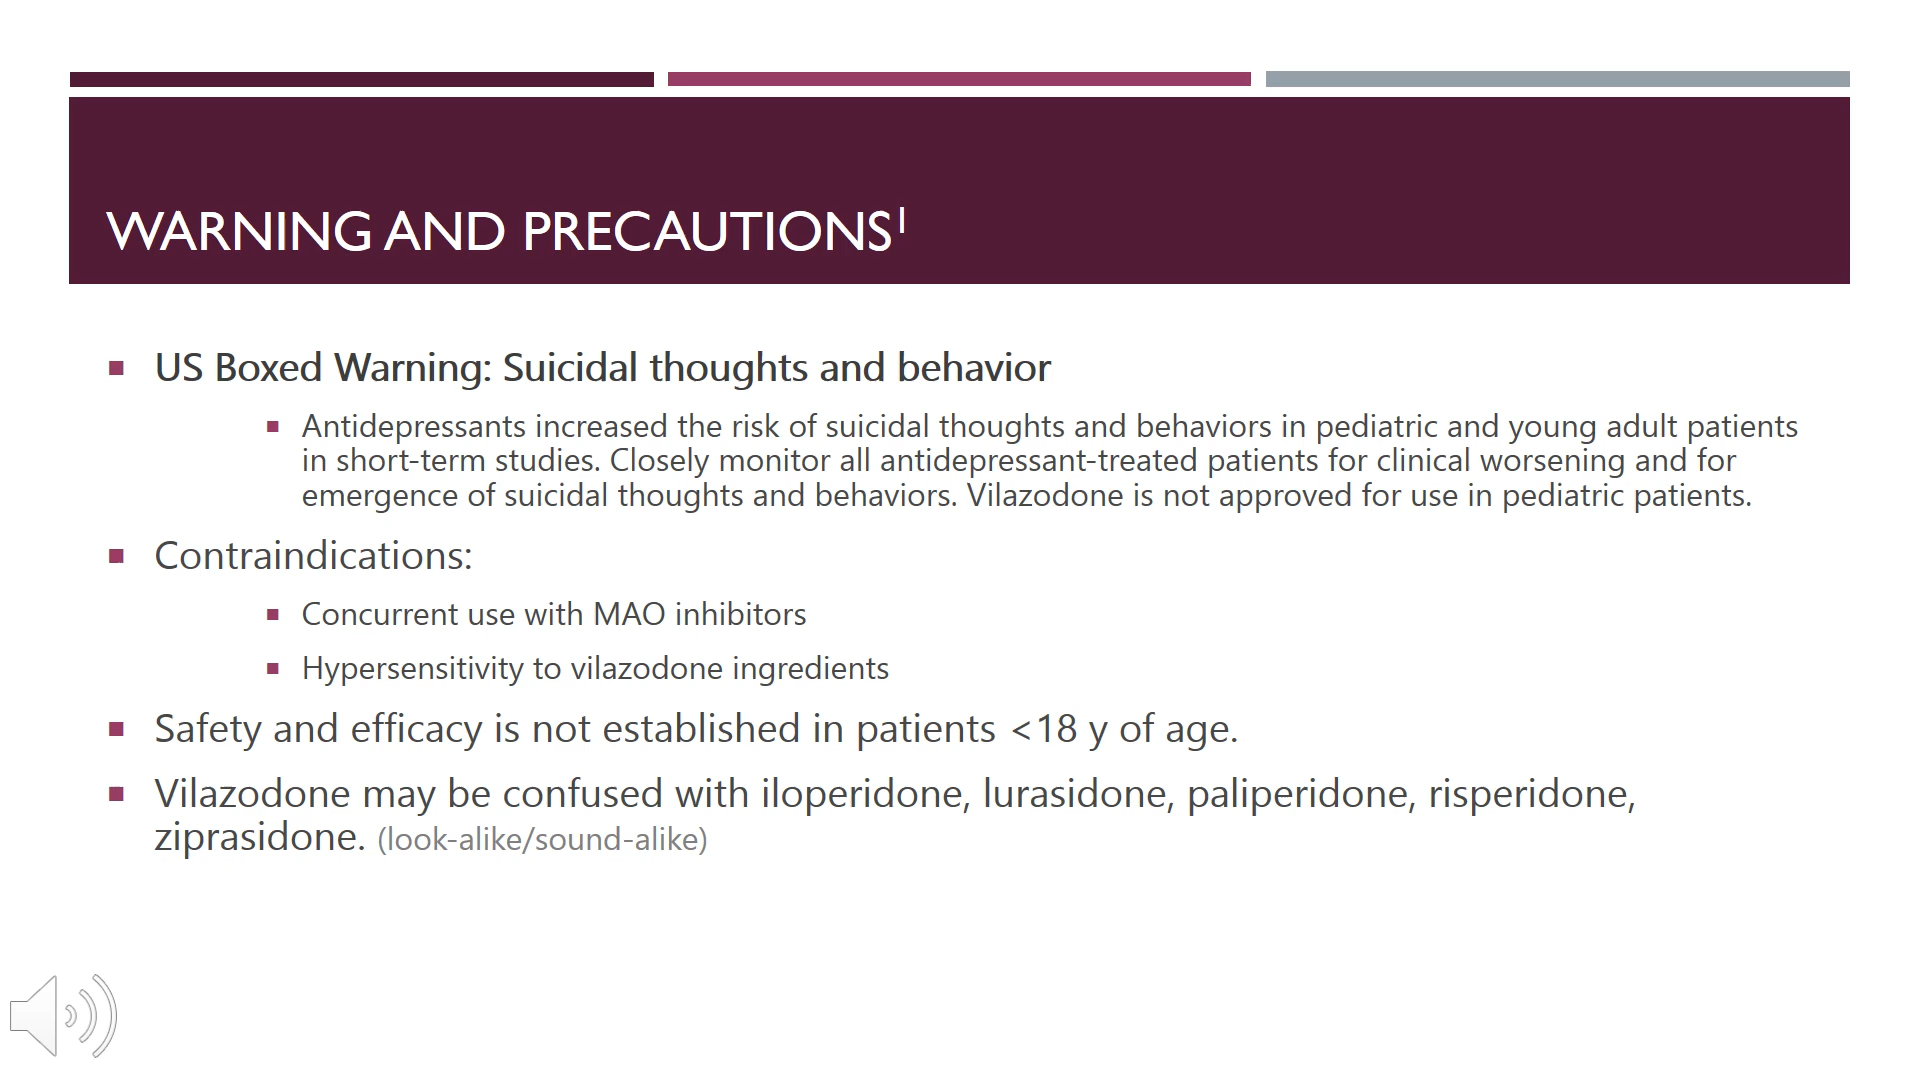 WARNING AND PRECAUTIONS¹
US Boxed Warning: Suicidal thoughts and behavior
Antidepressants increased the risk of suicidal thoughts and behaviors in pediatric and young adult patients
in short-term studies. Closely monitor all antidepressant-treated patients for clinical worsening and for
emergence of suicidal thoughts and behaviors. Vilazodone is not approved for use in pediatric patients.
Contraindications:
Concurrent use with MAO inhibitors
Hypersensitivity to vilazodone ingredients
Safety and efficacy is not established in patients <18 y of age.
Vilazodone may be confused with iloperidone, lurasidone, paliperidone, risperidone,
ziprasidone. (look-alike/sound-alike)